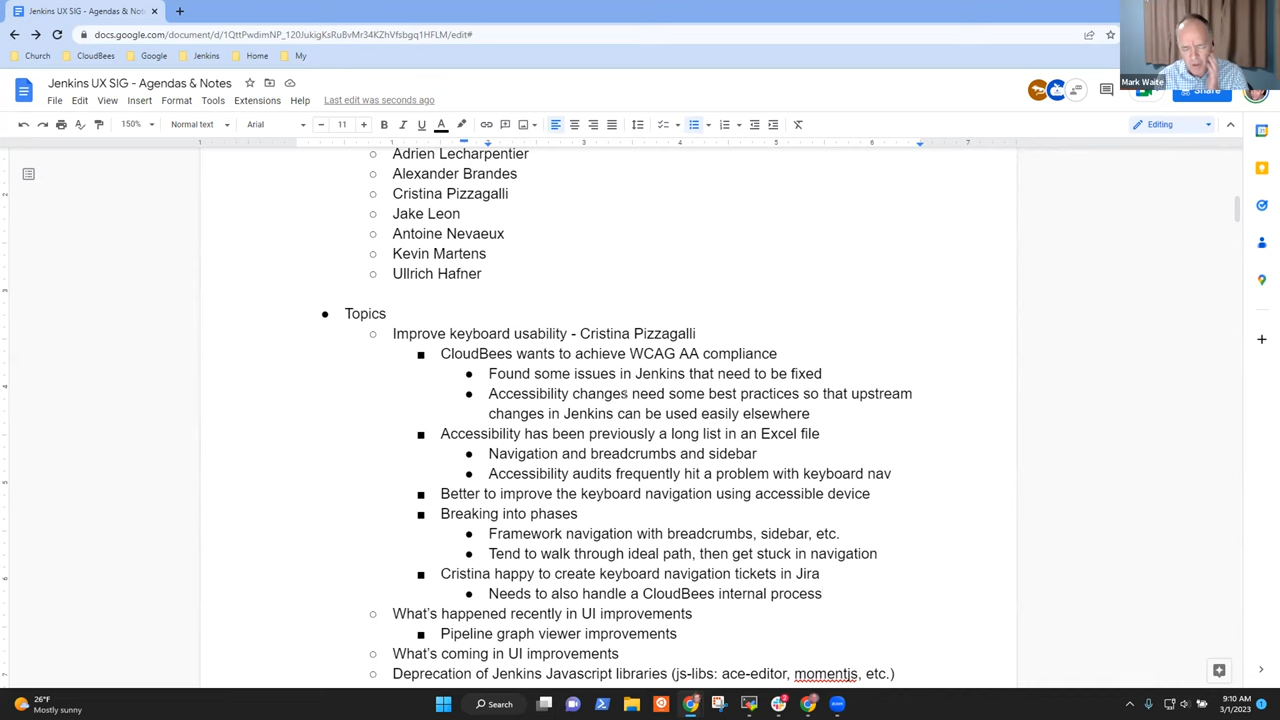 Jenkins UX SIG - Agendas & Not
docs.google.com/document/d/1QttPwdimNP_120JukigKsRuBvMr34KZhVfsbgq1HFLM/edit#
Church CloudBees Google Jenkins Home My
Mark Waite
Jenkins UX SIG - Agendas & Notes
File Edit View Insert Format Tools Extensions Help Last edit was seconds ago
Share
150% Normal text Arial 11 Editing
1 1 2 3 4 5 6 7
Adrien Lecharpentier
Alexander Brandes
Cristina Pizzagalli
Jake Leon
Antoine Nevaeux
Kevin Martens
Ullrich Hafner
Topics
Improve keyboard usability - Cristina Pizzagalli
CloudBees wants to achieve WCAG AA compliance
Found some issues in Jenkins that need to be fixed
Accessibility changes need some best practices so that upstream
changes in Jenkins can be used easily elsewhere
Accessibility has been previously a long list in an Excel file
Navigation and breadcrumbs and sidebar
Accessibility audits frequently hit a problem with keyboard nav
Better to improve the keyboard navigation using accessible device
Breaking into phases
Framework navigation with breadcrumbs, sidebar, etc.
Tend to walk through ideal path, then get stuck in navigation
Cristina happy to create keyboard navigation tickets in Jira
Needs to also handle a CloudBees internal process
What's happened recently in UI improvements
Pipeline graph viewer improvements
What's coming in UI improvements
Deprecation of Jenkins Javascript libraries (js-libs: ace-editor, momentjs, etc.)
26°F
Mostly sunny
Search
9:10 AM
3/1/2023